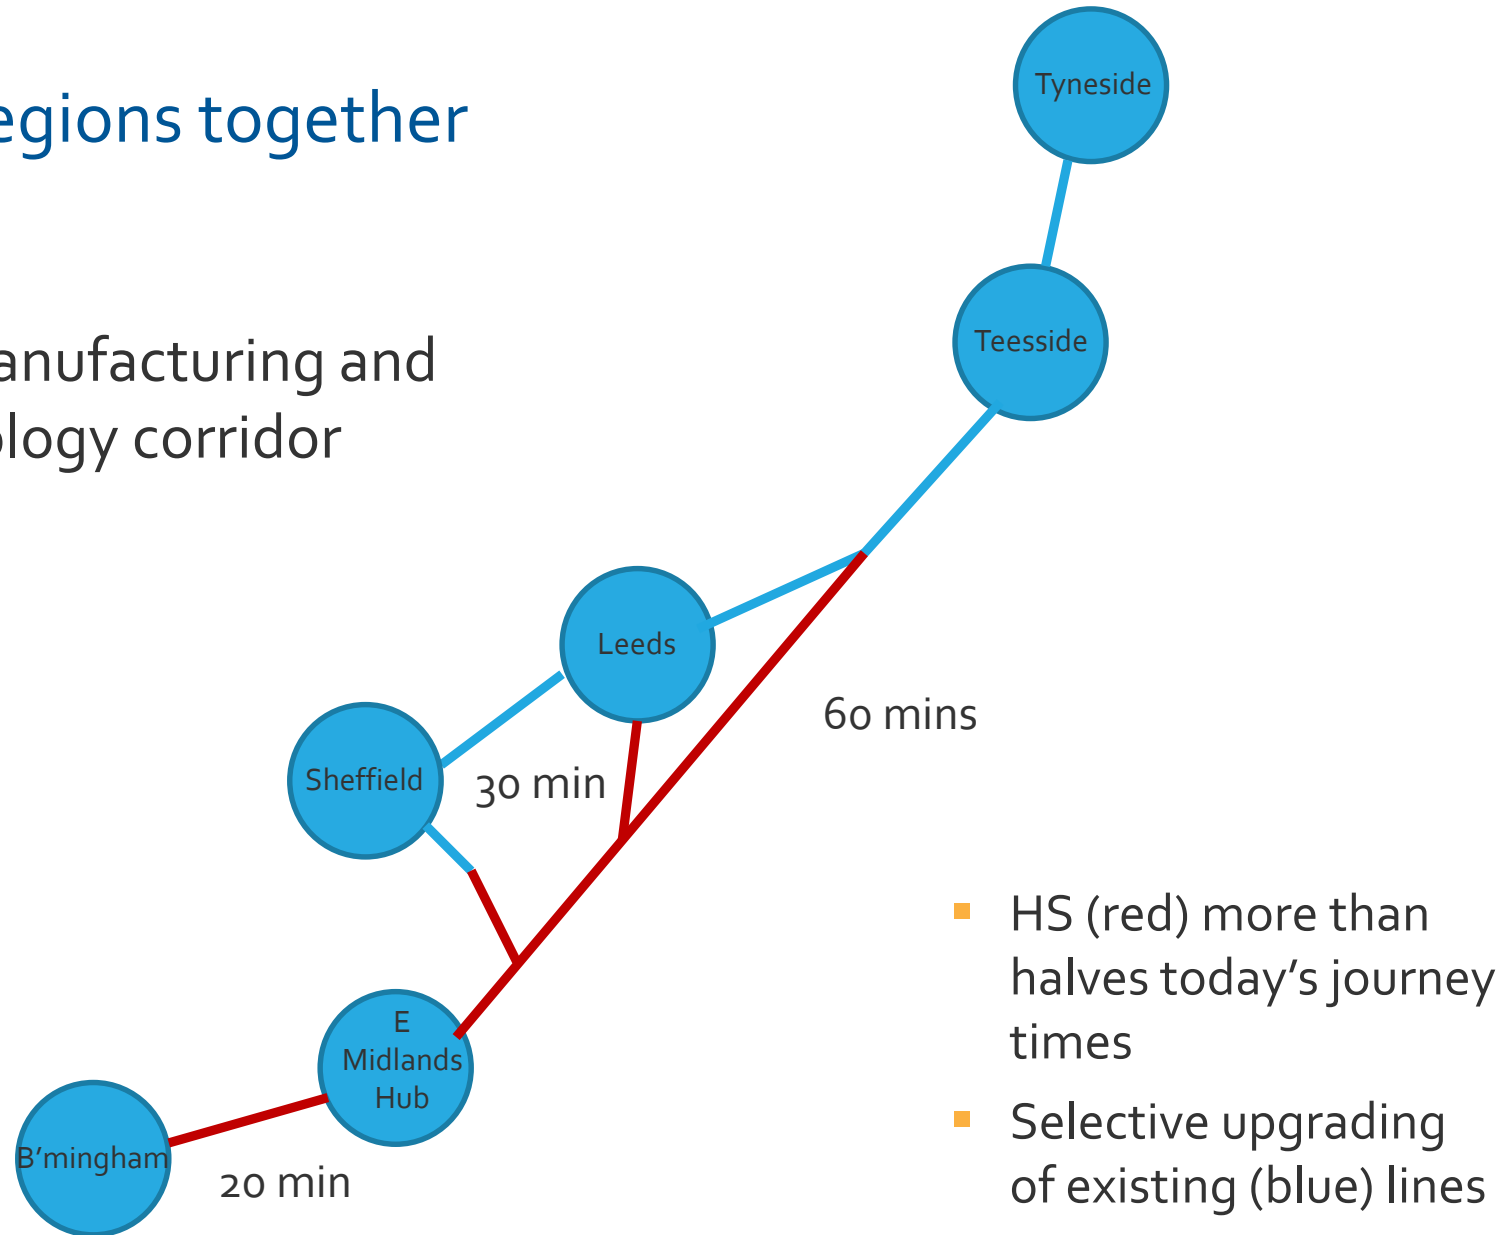 egions together
anufacturing and
ology corridor
Tyneside
Teesside
Leeds
60 mins
Sheffield
30 min
E
Midlands
Hub
B'mingham
20 min
HS (red) more than
halves today's journey
times
Selective upgrading
of existing (blue) lines